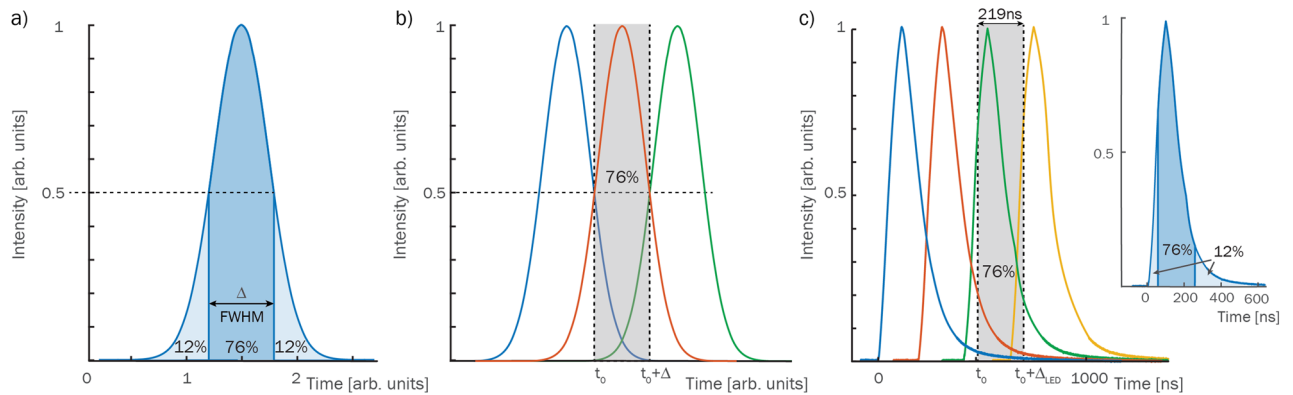 a)
1
0.5
Intensity [arb. units]
Δ
FWHM
12%
76%
12%
0
1
2
Time [arb. units]
b)
1
0.5
Intensity [arb. units]
76%
t₀
t₀+Δ
Time [arb. units]
c)
219ns
1
0.5
Intensity [arb. units]
76%
0
t₀
t₀+Δ_LED
1000
Time [ns]
1
0.5
76%
12%
0
200
400
600
Time [ns]